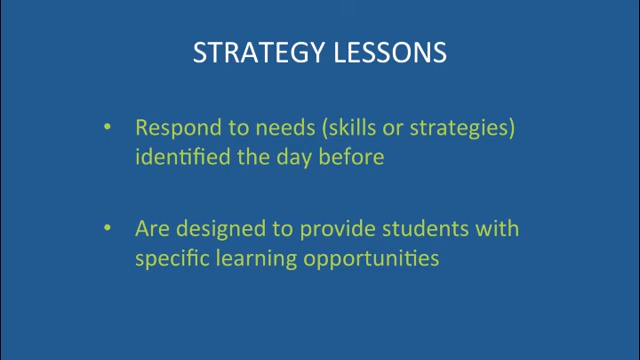 STRATEGY LESSONS
• Respond to needs (skills or strategies)
identified the day before
• Are designed to provide students with
specific learning opportunities